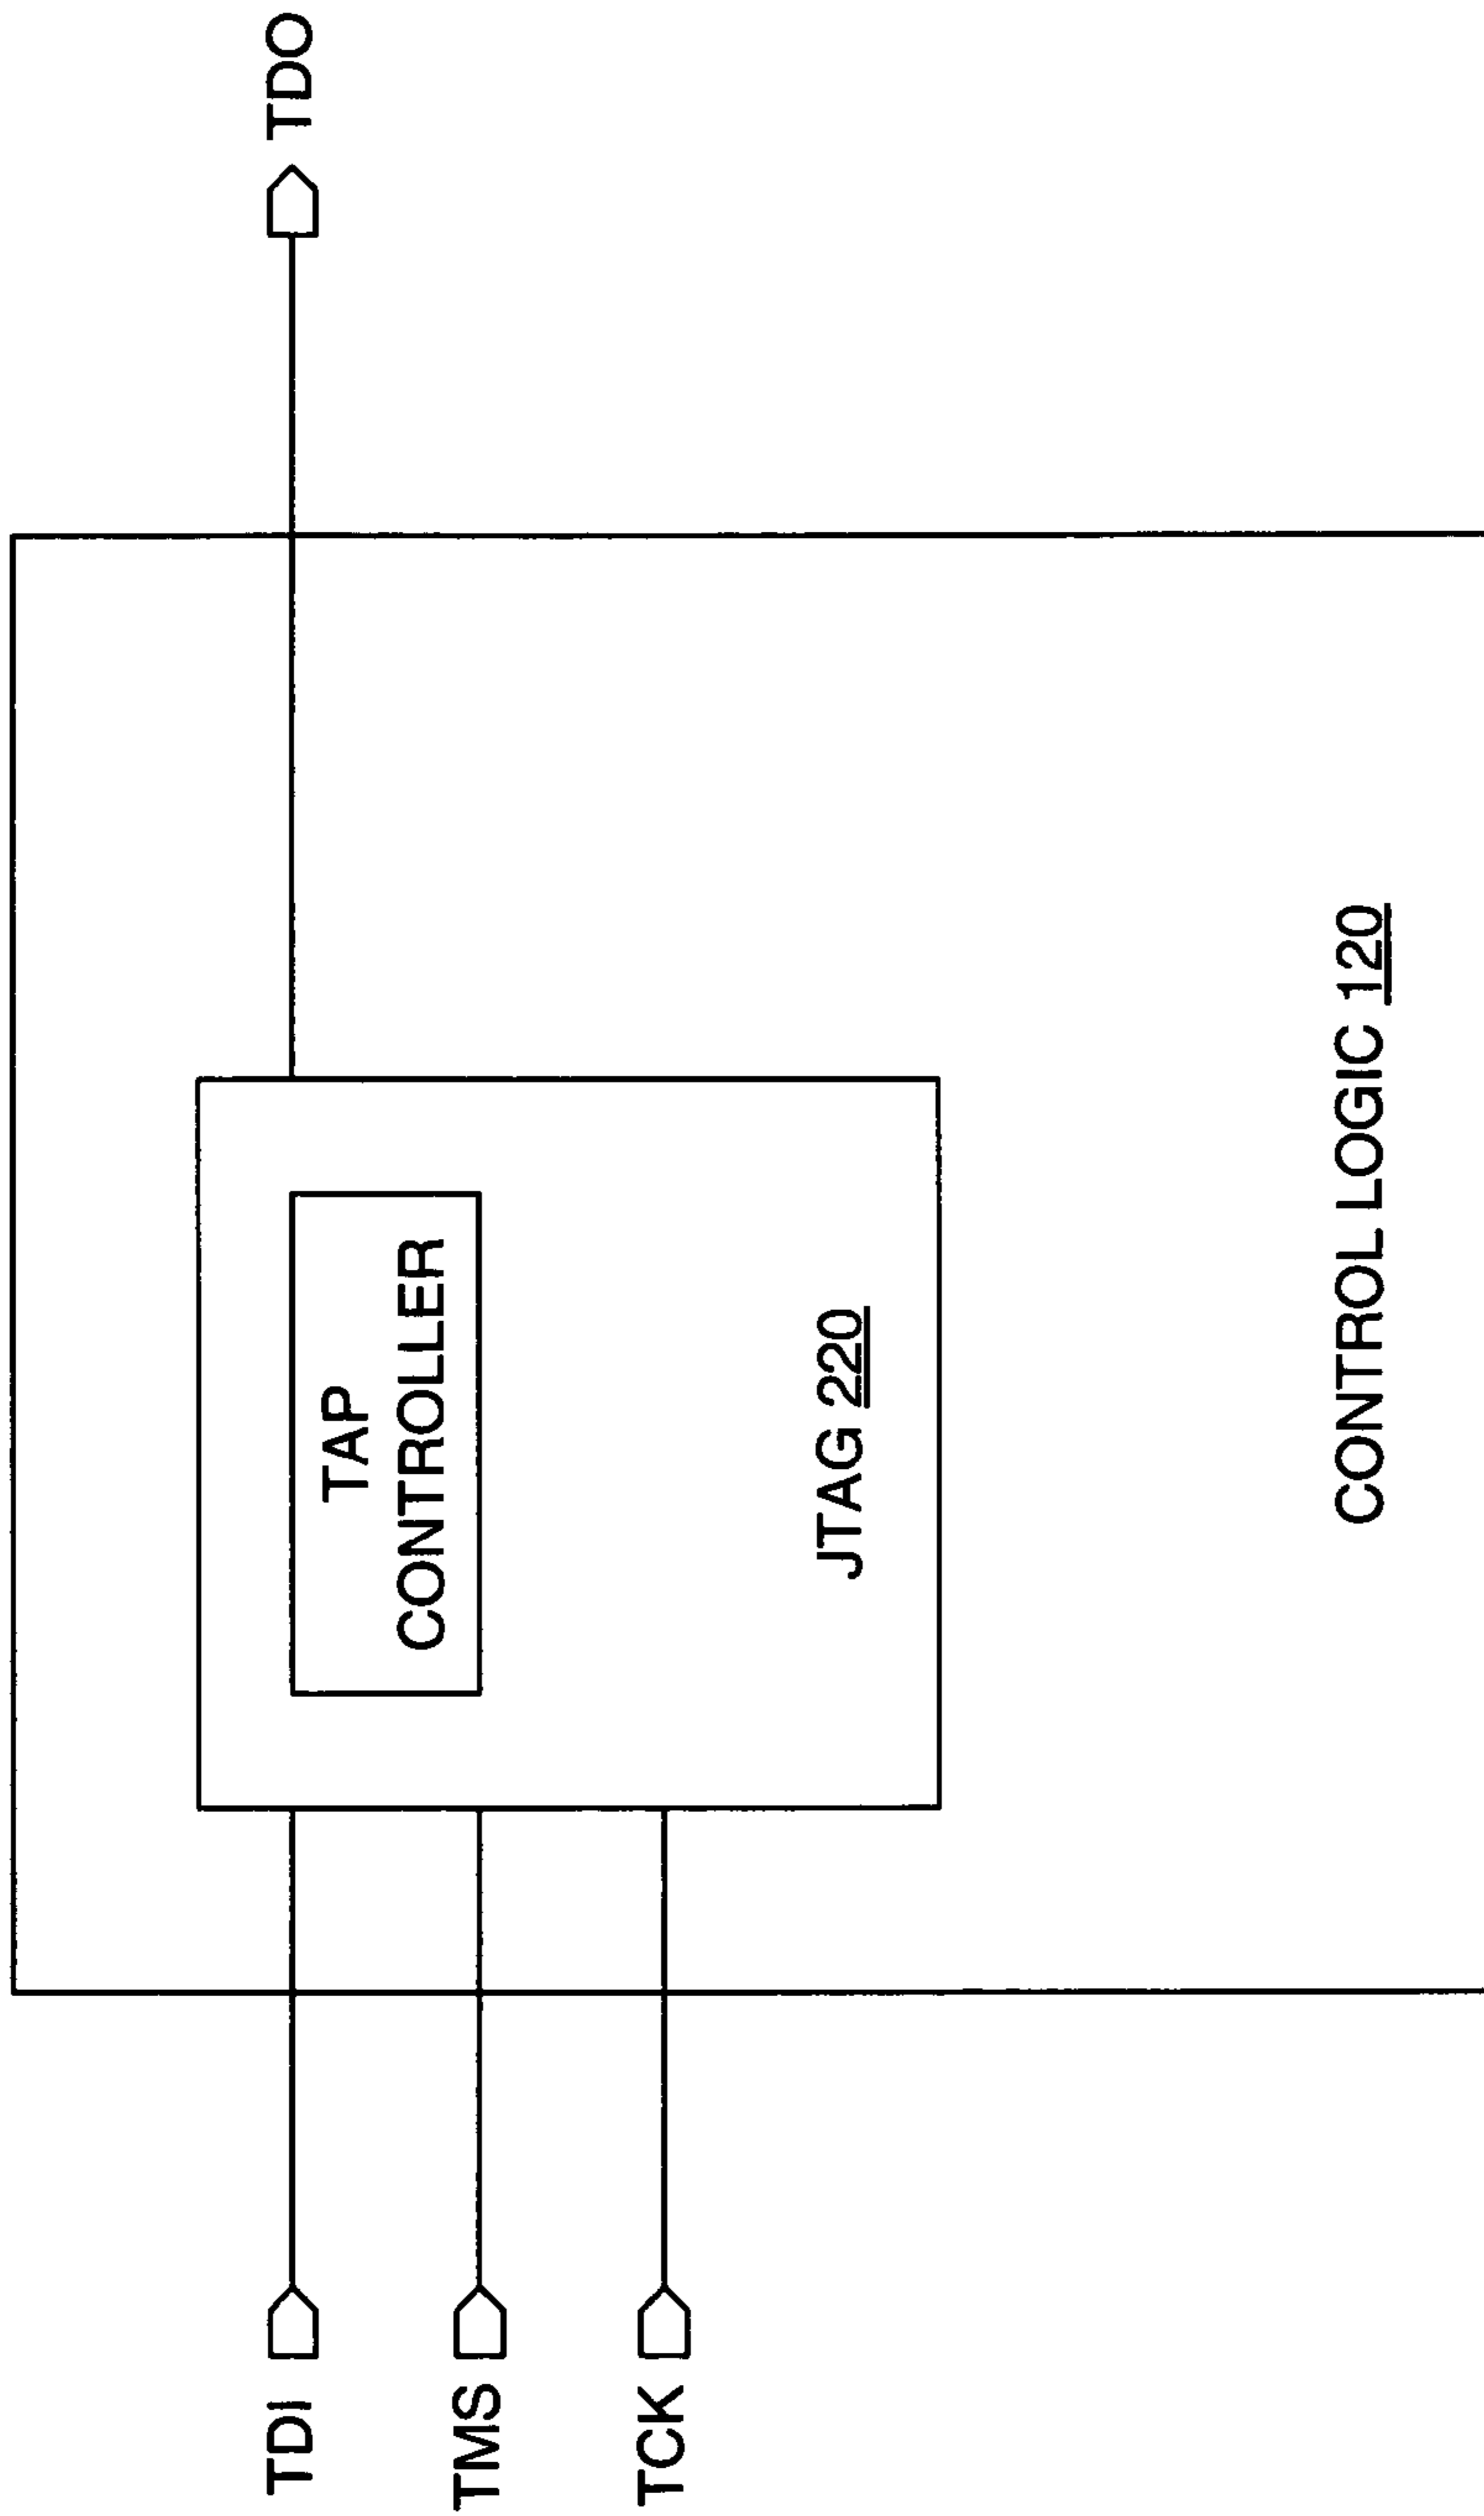 TDI
TMS
TCK
TAP
CONTROLLER
JTAG 220
CONTROL LOGIC 120
TDO